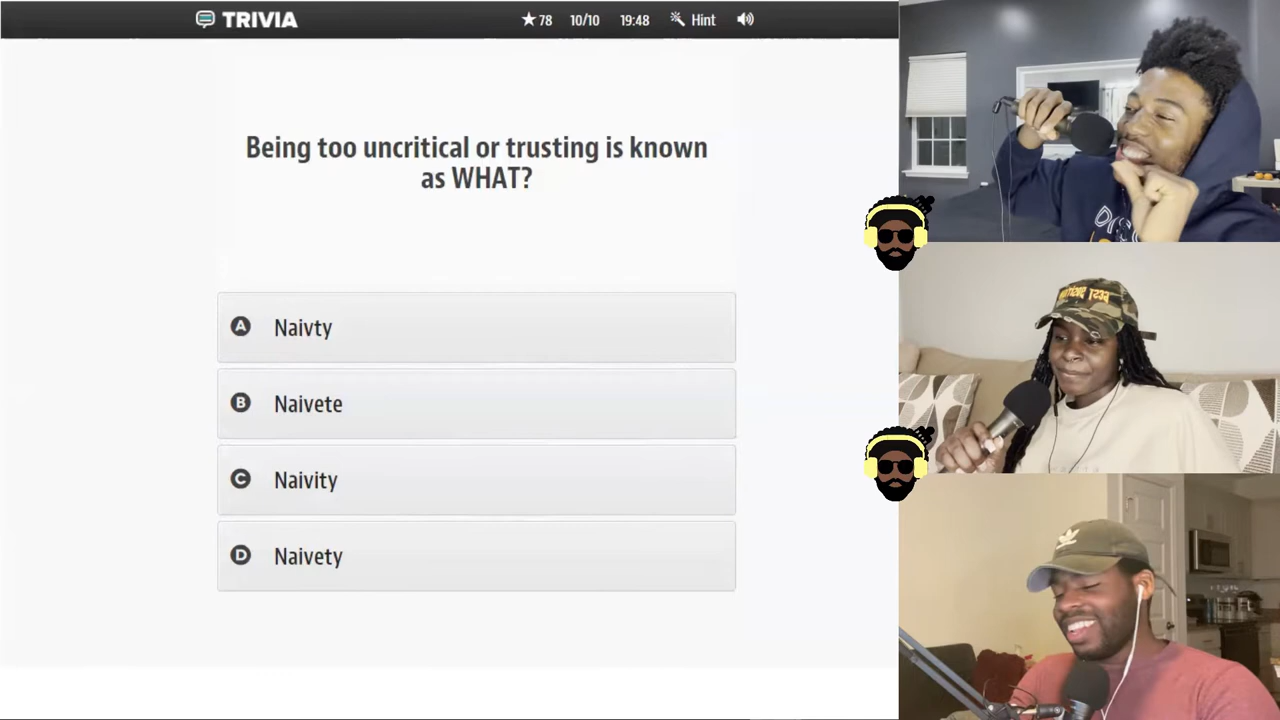 TRIVIA
78 10/10 19:48 Hint
Being too uncritical or trusting is known
as WHAT?
A Naivty
B Naivete
C Naivity
D Naivety